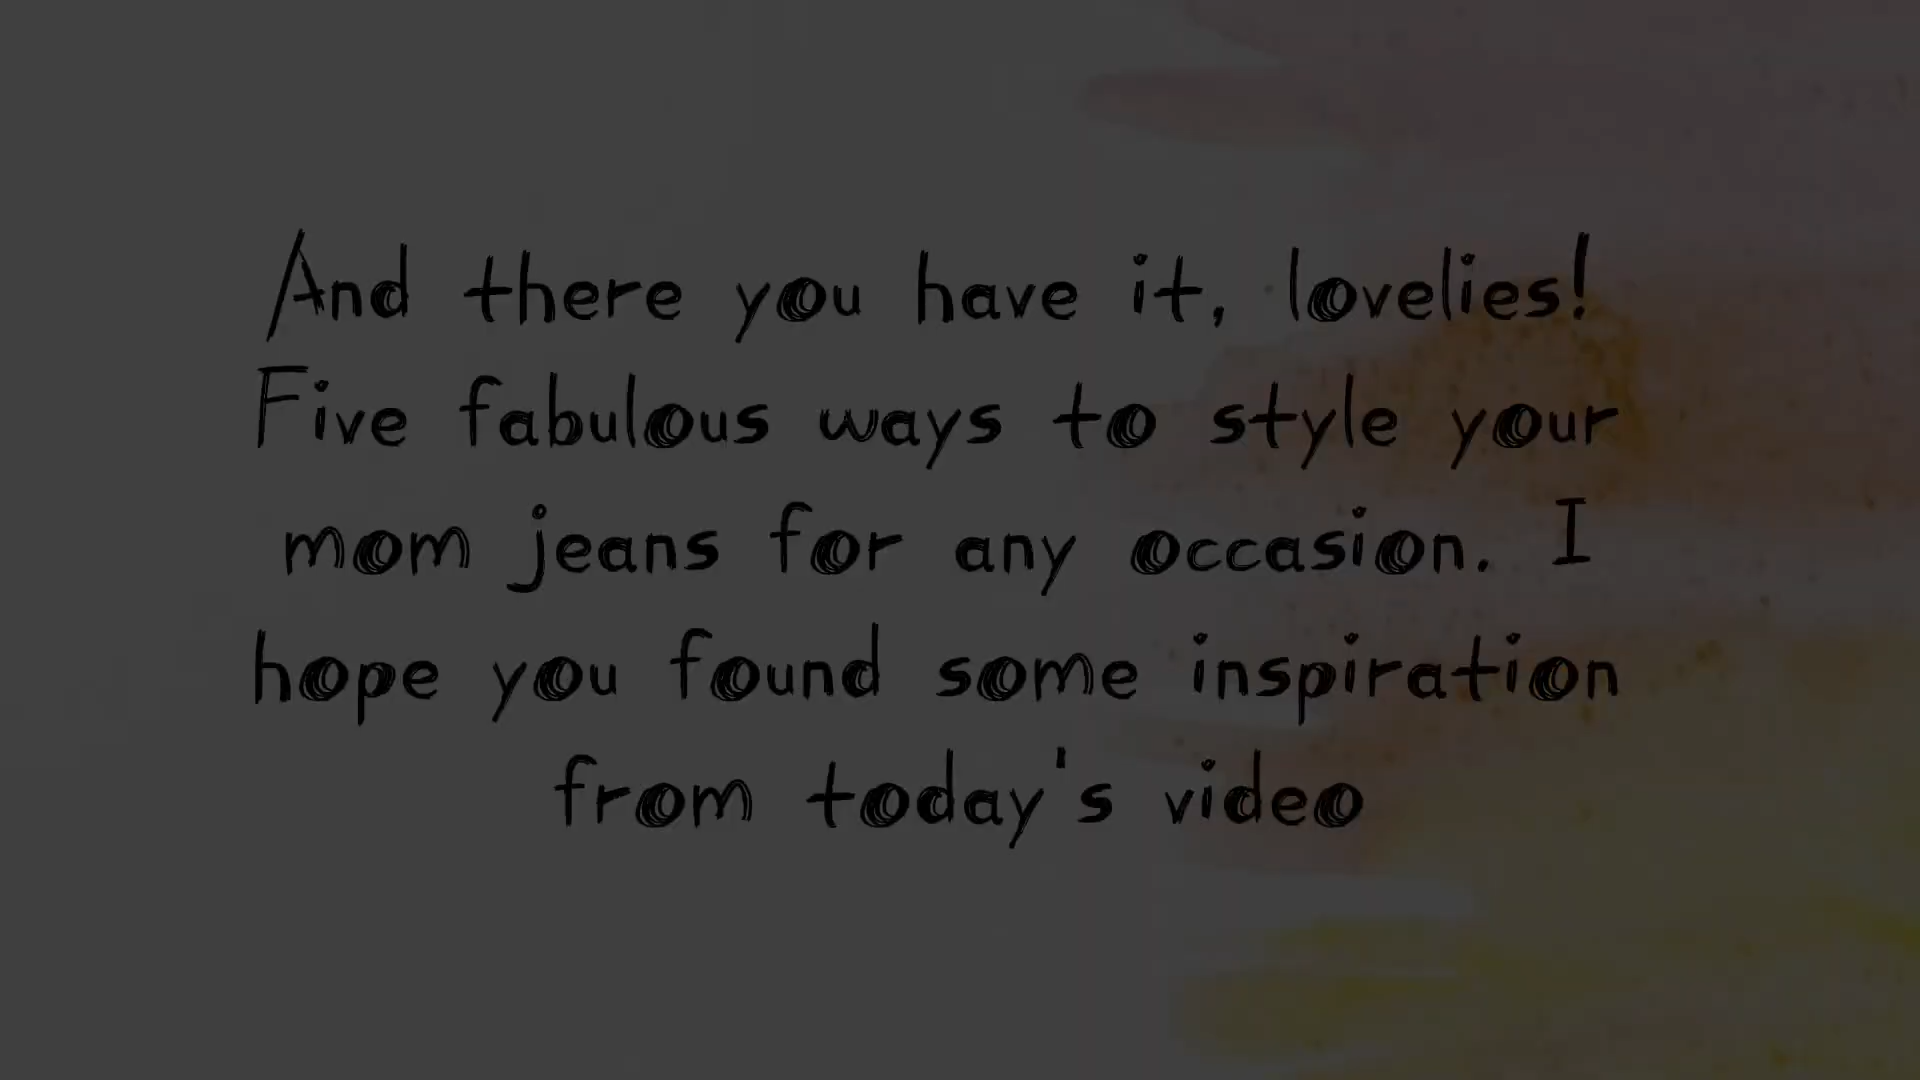 And there you have it, lovelies!
Five fabulous ways to style your
mom jeans for any occasion. I
hope you found some inspiration
from today's video